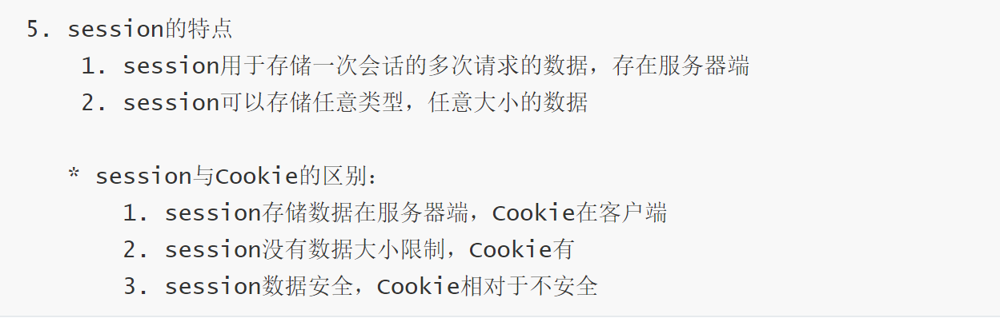 5. session的特点
1. session用于存储一次会话的多次请求的数据，存在服务器端
2. session可以存储任意类型，任意大小的数据
* session与Cookie的区别：
1. session存储数据在服务器端，Cookie在客户端
2. session没有数据大小限制，Cookie有
3. session数据安全，Cookie相对于不安全